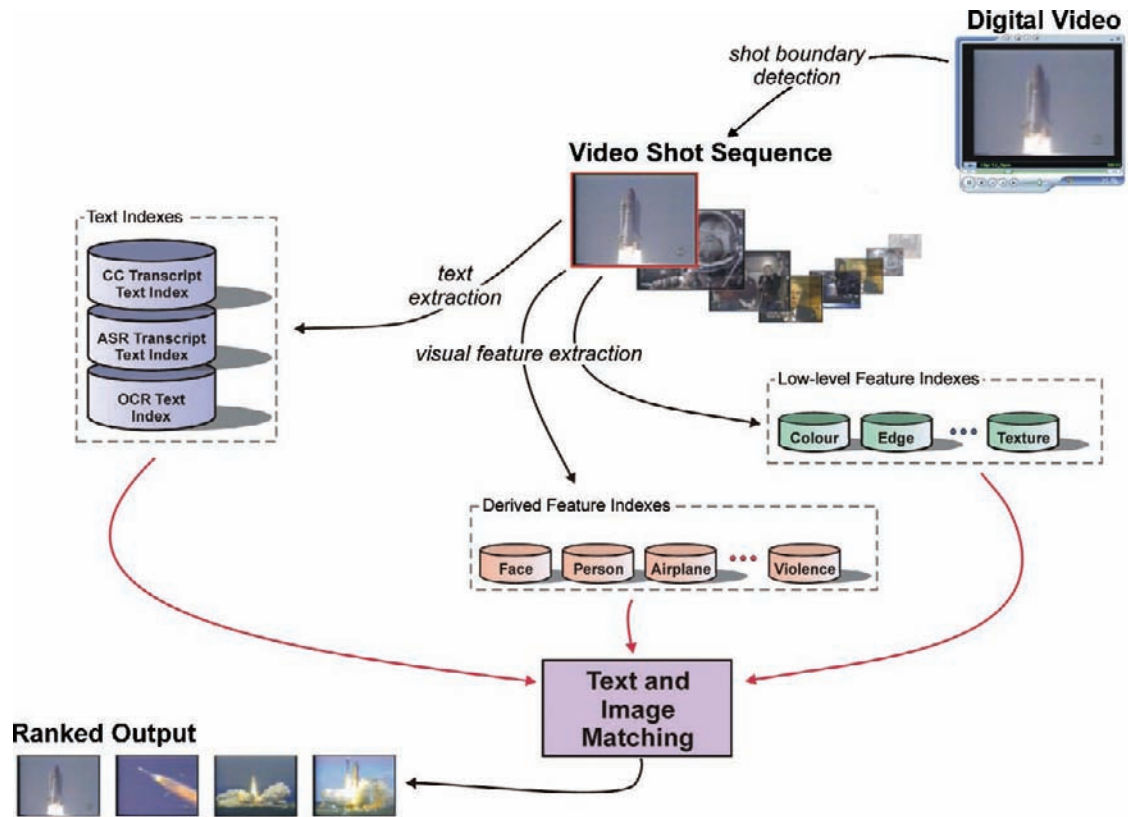 Digital Video
shot boundary
detection
Video Shot Sequence
Text Indexes
CC Transcript
Text Index
ASR Transcript
Text Index
OCR Text
Index
text
extraction
visual feature extraction
Low-level Feature Indexes
Colour
Edge
Texture
Derived Feature Indexes
Face
Person
Airplane
Violence
Text and
Image
Matching
Ranked Output